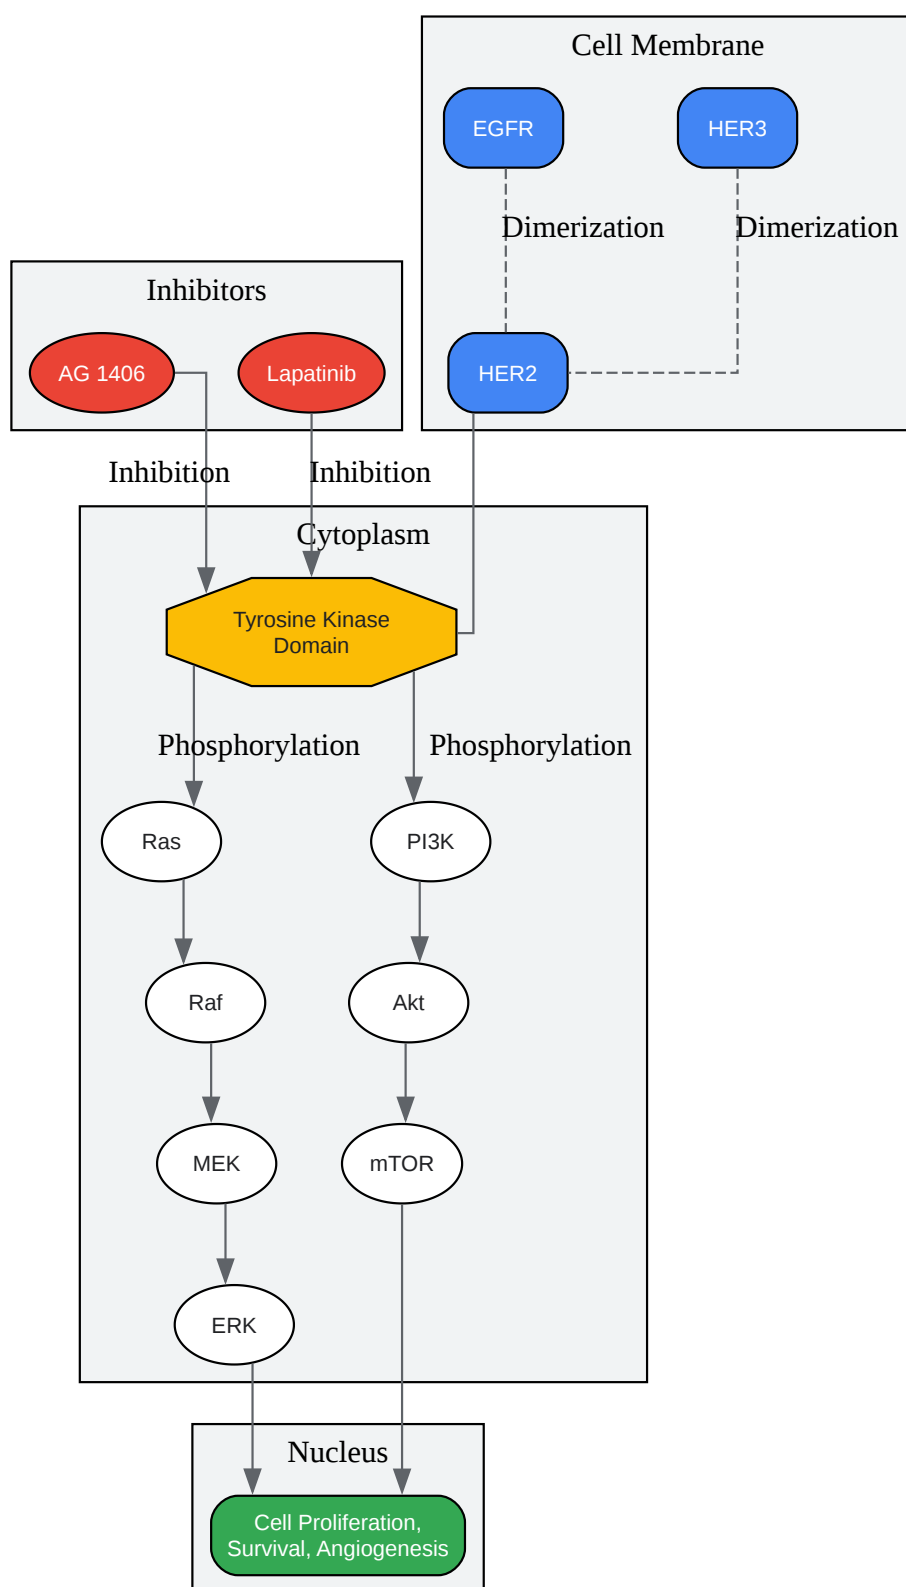 Cell Membrane
EGFR
HER3
Dimerization
Dimerization
Inhibitors
AG 1406
Lapatinib
HER2
Inhibition
Inhibition
Cytoplasm
Tyrosine Kinase
Domain
Phosphorylation
Phosphorylation
Ras
PI3K
Raf
Akt
MEK
mTOR
ERK
Nucleus
Cell Proliferation,
Survival, Angiogenesis